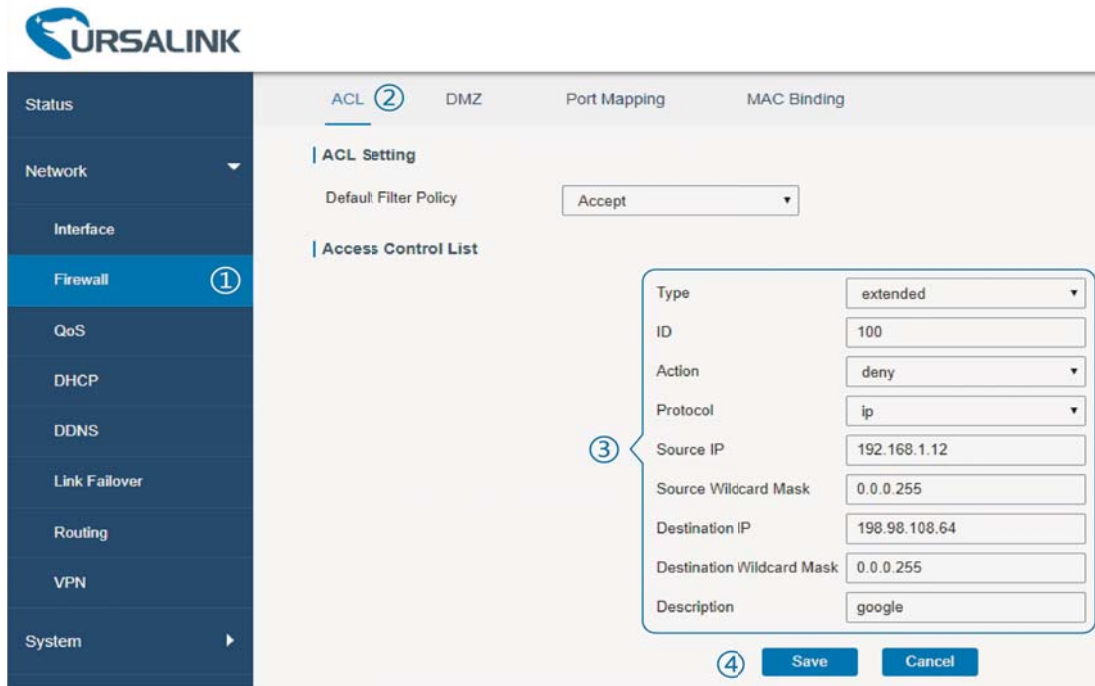 URSALINK
Status
Network
Interface
Firewall ①
QoS
DHCP
DDNS
Link Failover
Routing
VPN
System
ACL ② DMZ Port Mapping MAC Binding
ACL Setting
Default Filter Policy Accept
Access Control List
③
Type extended
ID 100
Action deny
Protocol ip
Source IP 192.168.1.12
Source Wildcard Mask 0.0.0.255
Destination IP 198.98.108.64
Destination Wildcard Mask 0.0.0.255
Description google
④ Save Cancel